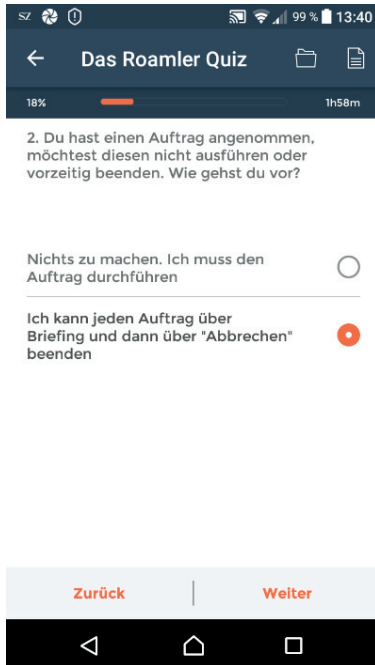 SZ 99 % 13:40
Das Roamler Quiz
18% 1h58m
2. Du hast einen Auftrag angenommen,
möchtest diesen nicht ausführen oder
vorzeitig beenden. Wie gehst du vor?
Nichts zu machen. Ich muss den
Auftrag durchführen
Ich kann jeden Auftrag über
Briefing und dann über "Abbrechen"
beenden
Zurück Weiter